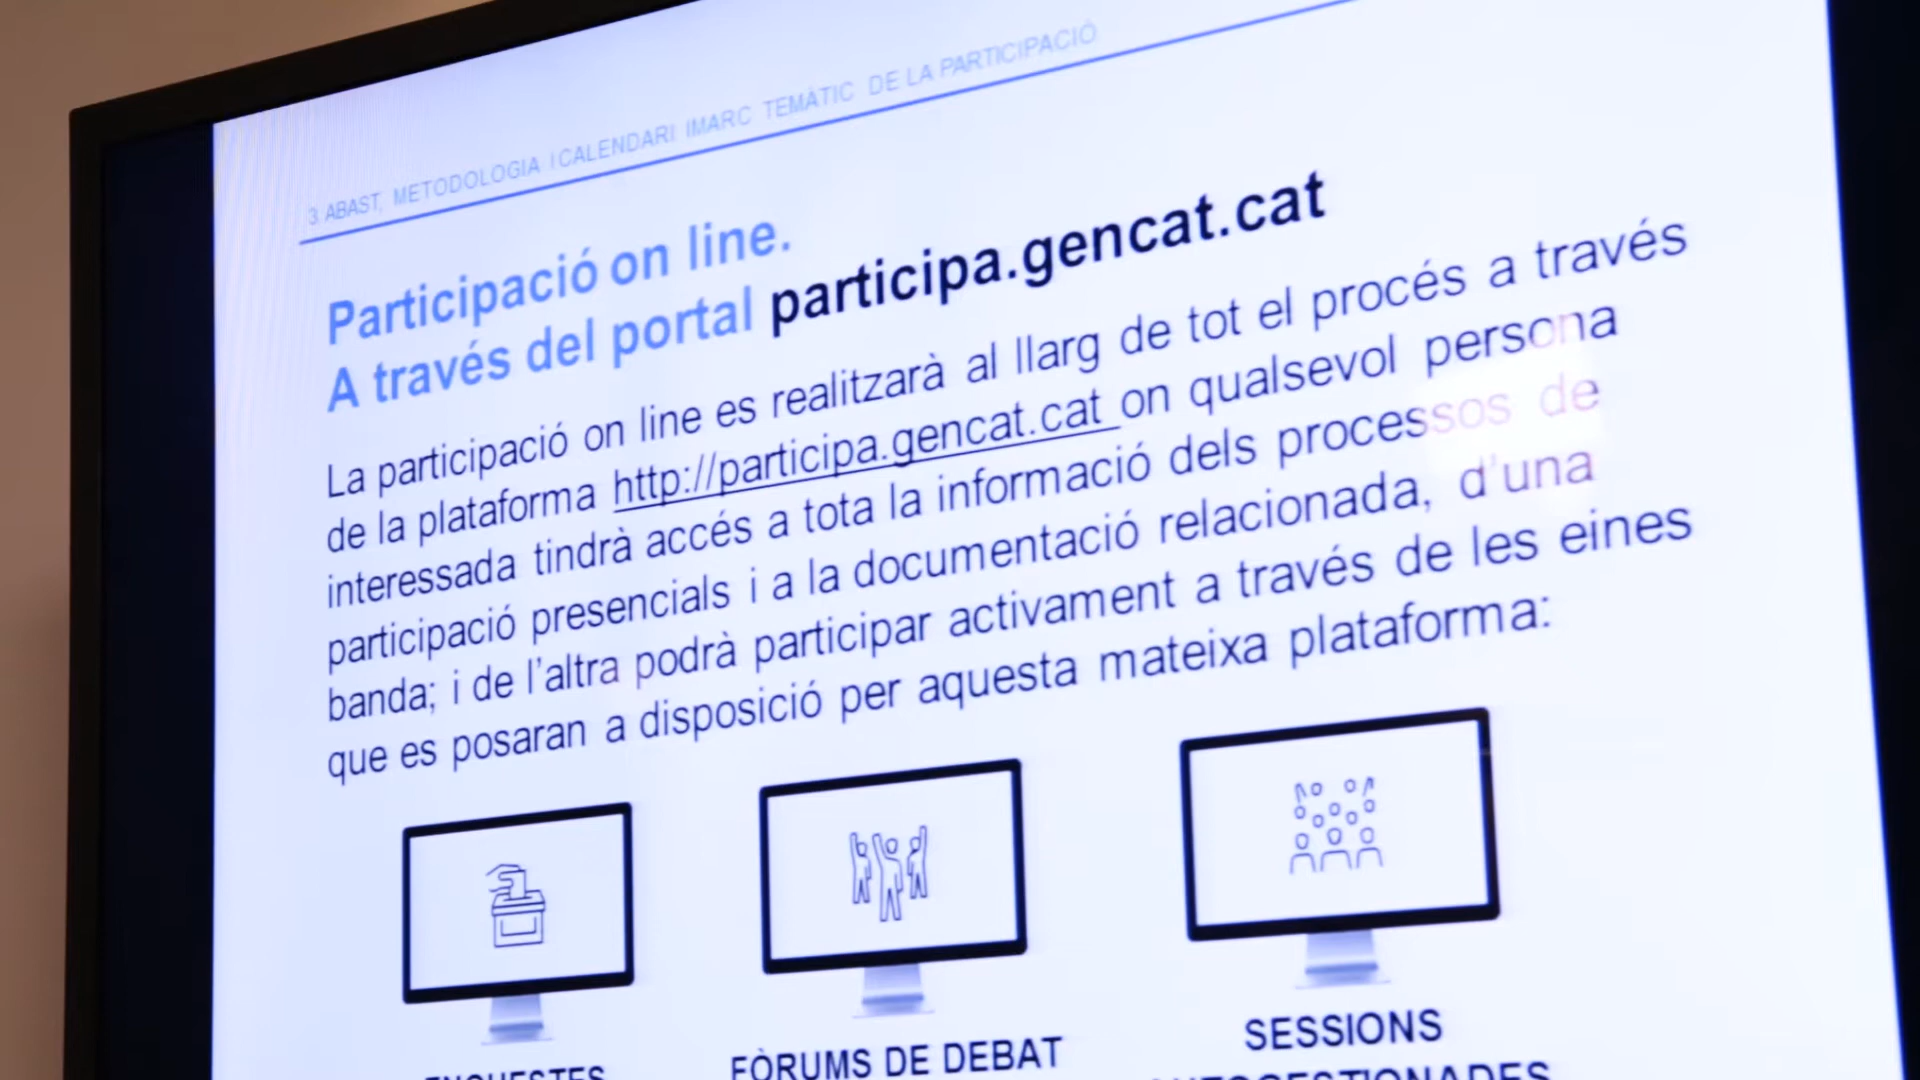 3. ABAST, METODOLOGIA I CALENDARI: IMARC TEMÀTIC DE LA PARTICIPACIÓ
Participació on line.
A través del portal participa.gencat.cat
La participació on line es realitzarà al llarg de tot el procés a través
de la plataforma http://participa.gencat.cat on qualsevol persona
interessada tindrà accés a tota la informació dels processos de
participació presencials i a la documentació relacionada, d'una
banda; i de l'altra podrà participar activament a través de les eines
que es posaran a disposició per aquesta mateixa plataforma:
ENQUESTES
FÒRUMS DE DEBAT
SESSIONS
AUTOGESTIONADES